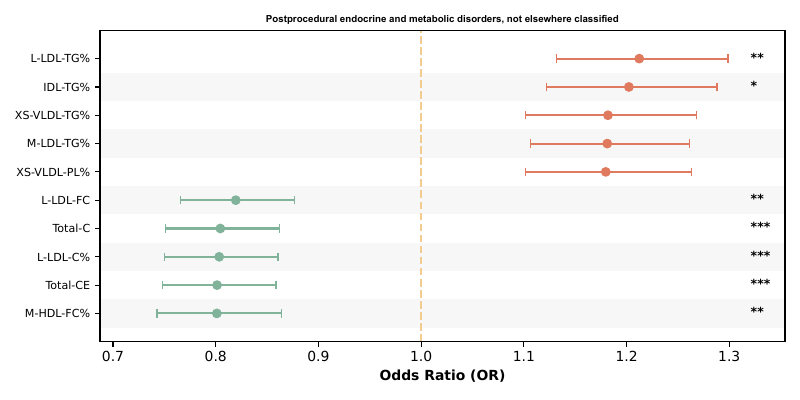 Postprocedural endocrine and metabolic disorders, not elsewhere classified
L-LDL-TG% **
IDL-TG% *
XS-VLDL-TG%
M-LDL-TG%
XS-VLDL-PL%
L-LDL-FC **
Total-C ***
L-LDL-C% ***
Total-CE ***
M-HDL-FC% **
0.7 0.8 0.9 1.0 1.1 1.2 1.3
Odds Ratio (OR)